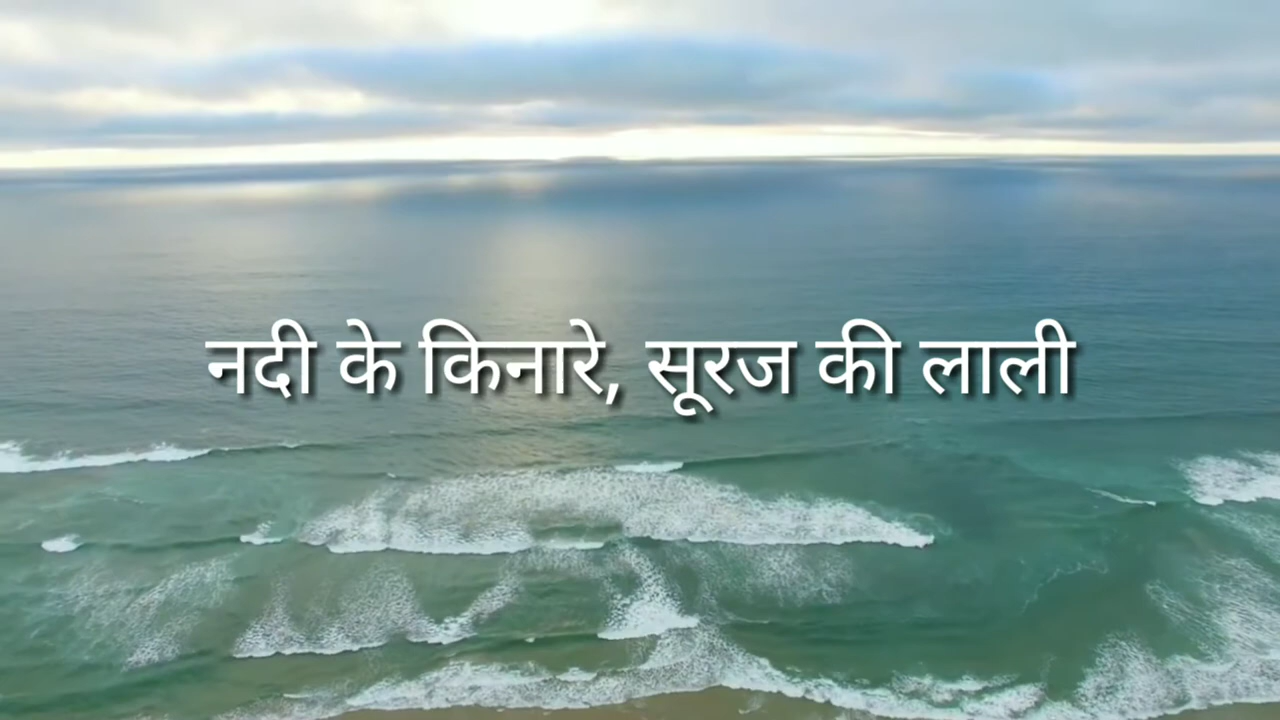 नदी के किनारे, सूरज की लाली